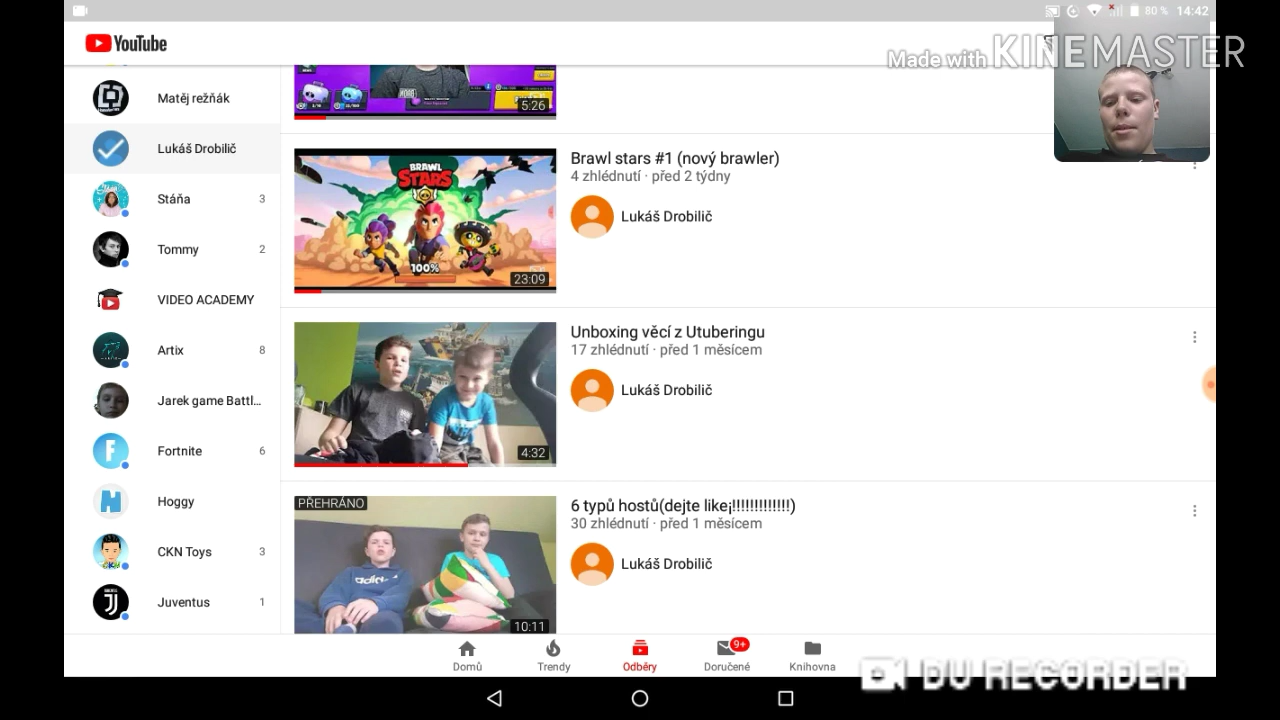 80 % 14:42
YouTube
Made with KINEMASTER
Matěj režňák
Lukáš Drobilič
Stáňa 3
Tommy 2
VIDEO ACADEMY
Artix 8
Jarek game Battl...
Fortnite 6
Hoggy
CKN Toys 3
Juventus 1
5:26
BRAWL
STARS
100%
23:09
Brawl stars #1 (nový brawler)
4 zhlédnutí · před 2 týdny
Lukáš Drobilič
4:32
Unboxing věcí z Utuberingu
17 zhlédnutí · před 1 měsícem
Lukáš Drobilič
PŘEHRÁNO
adidas
10:11
6 typů hostů(dejte like¡!!!!!!!!!!!!!)
30 zhlédnutí · před 1 měsícem
Lukáš Drobilič
Domů
Trendy
Odběry
9+
Doručené
Knihovna
DU RECORDER